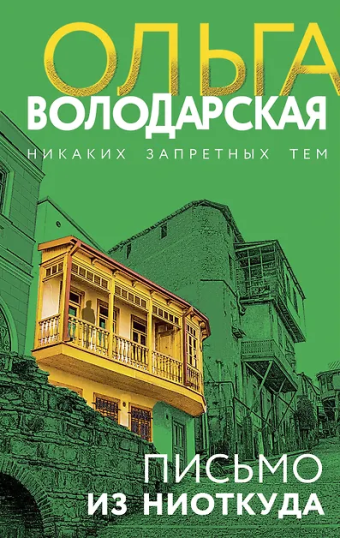 ОЛЬГА
ВОЛОДАРСКАЯ
НИКАКИХ ЗАПРЕТНЫХ ТЕМ
ПИСЬМО
ИЗ НИОТКУДА